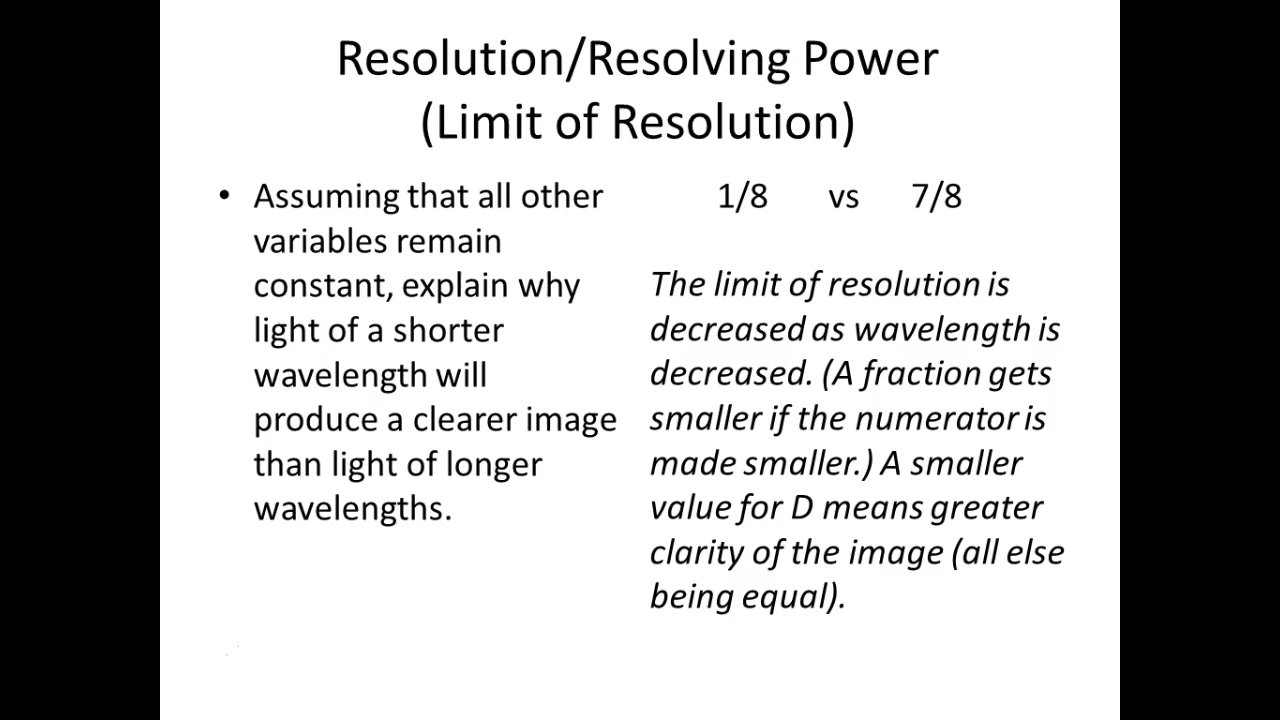 Resolution/Resolving Power
(Limit of Resolution)
• Assuming that all other
variables remain
constant, explain why
light of a shorter
wavelength will
produce a clearer image
than light of longer
wavelengths.
1/8 vs 7/8
The limit of resolution is
decreased as wavelength is
decreased. (A fraction gets
smaller if the numerator is
made smaller.) A smaller
value for D means greater
clarity of the image (all else
being equal).